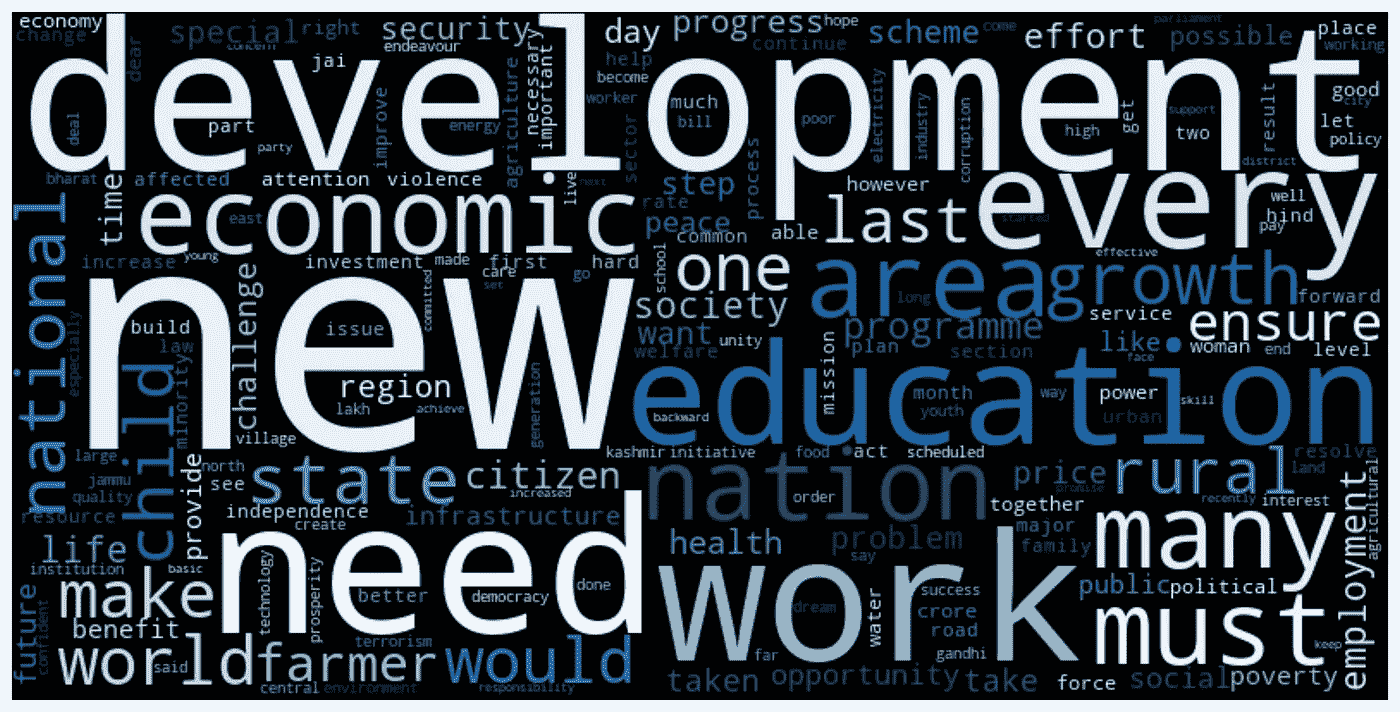 economy special right security day progress hope scheme come effort parliament possible place
change concern endeavour continue working
dear jai necessary important help
development
become good
city
worker much let
deal part improve energy agriculture bill poor electricity industry corruption high get support two result policy
party sector process district
bharat affected attention violence live next step however well
time economic east rate last every hind
peace common able started pay
increase young investment made first care go hard school one effective
national set society area growth forward
new long service ensure
challenge committed build issue want unity programme
especially law welfare mission plan section like woman end level
face
child minority region education month way power skill
lakh achieve generation backward youth urban
village kashmir initiative food act scheduled
large north state citizen nation price rural resolve
jammu see increased order promise land
quality recently interest
provide independence together agricultural
resource create infrastructure major many employment
life need health problem family
institution basic say
make technology prosperity better done work success public political
future democracy dream water crore must
benefit road
confident terrorism gandhi keep
world said farmer would far
central environment responsibility taken opportunity take force social poverty